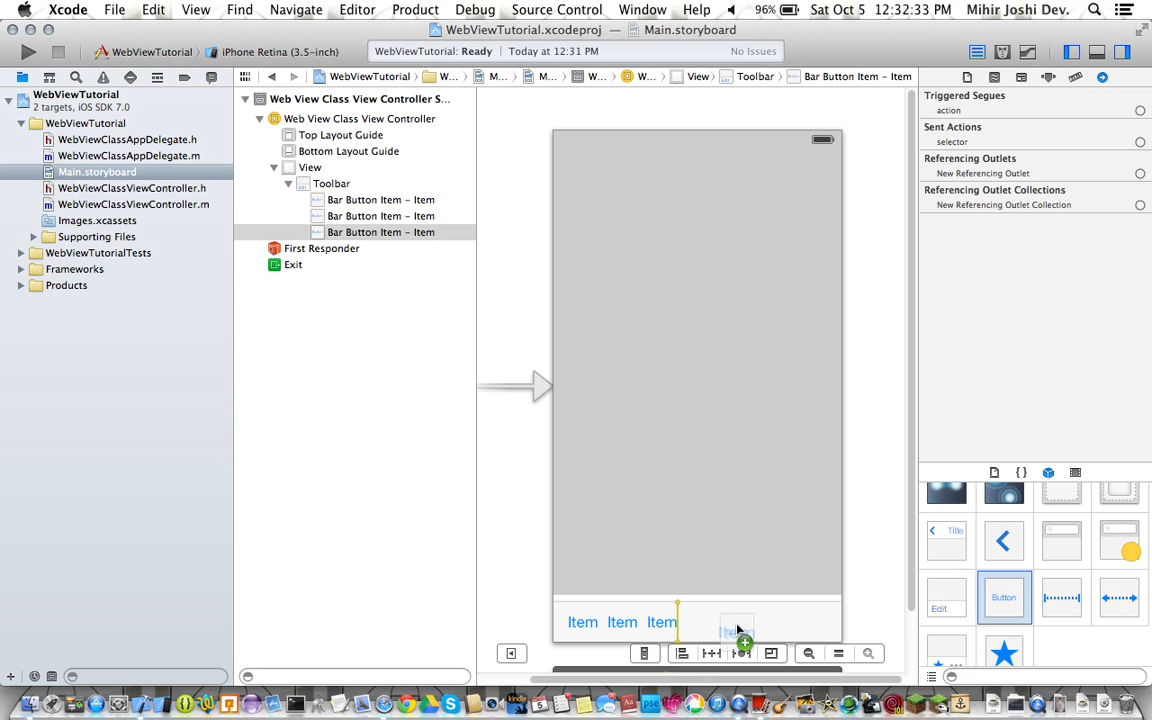 Xcode File Edit View Find Navigate Editor Product Debug Source Control Window Help 96% Sat Oct 5 12:32:33 PM Mihir Joshi Dev.
WebViewTutorial.xcodeproj — Main.storyboard
WebViewTutorial iPhone Retina (3.5-inch)
WebViewTutorial: Ready Today at 12:31 PM No Issues
WebViewTutorial W... M... M... W... W... View Toolbar Bar Button Item – Item
WebViewTutorial
2 targets, iOS SDK 7.0
WebViewTutorial
WebViewClassAppDelegate.h
WebViewClassAppDelegate.m
Main.storyboard
WebViewClassViewController.h
WebViewClassViewController.m
Images.xcassets
Supporting Files
WebViewTutorialTests
Frameworks
Products
Web View Class View Controller S...
Web View Class View Controller
Top Layout Guide
Bottom Layout Guide
View
Toolbar
Bar Button Item – Item
Bar Button Item – Item
Bar Button Item – Item
First Responder
Exit
Item Item Item
Item
Triggered Segues
action
Sent Actions
selector
Referencing Outlets
New Referencing Outlet
Referencing Outlet Collections
New Referencing Outlet Collection
Title
Edit
Button